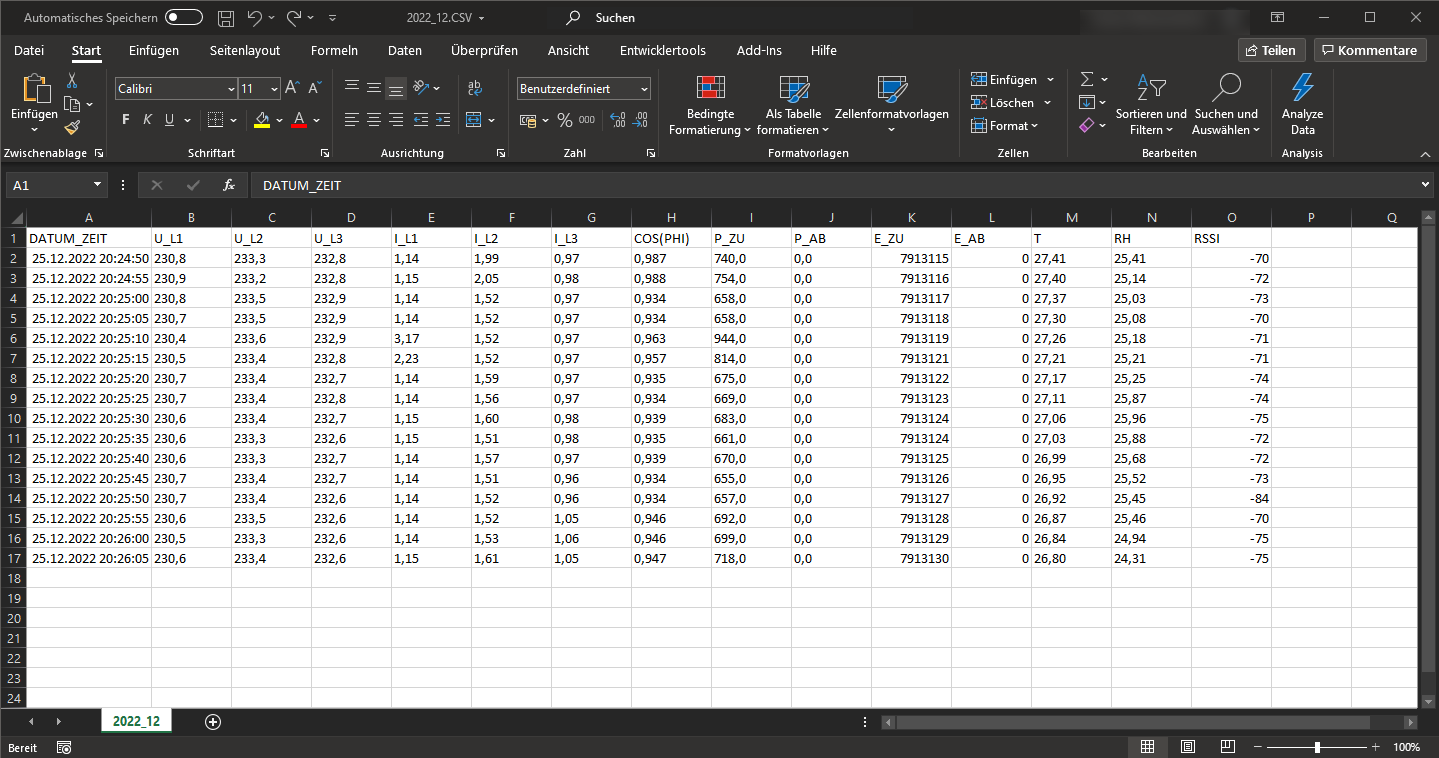 Automatisches Speichern 2022_12.CSV Suchen
Datei Start Einfügen Seitenlayout Formeln Daten Überprüfen Ansicht Entwicklertools Add-Ins Hilfe Teilen Kommentare
Einfügen
Calibri 11
F K U A
ab
Benutzerdefiniert
% 000
Bedingte Formatierung
Als Tabelle formatieren
Zellenformatvorlagen
Einfügen
Löschen
Format
Sortieren und Filtern
Suchen und Auswählen
Analyze Data
Zwischenablage Schriftart Ausrichtung Zahl Formatvorlagen Zellen Bearbeiten Analysis
A1 fx DATUM_ZEIT
A B C D E F G H I J K L M N O P Q
1 DATUM_ZEIT U_L1 U_L2 U_L3 I_L1 I_L2 I_L3 COS(PHI) P_ZU P_AB E_ZU E_AB T RH RSSI
2 25.12.2022 20:24:50 230,8 233,3 232,8 1,14 1,99 0,97 0,987 740,0 0,0 7913115 0 27,41 25,41 -70
3 25.12.2022 20:24:55 230,9 233,2 232,8 1,15 2,05 0,98 0,988 754,0 0,0 7913116 0 27,40 25,14 -72
4 25.12.2022 20:25:00 230,8 233,5 232,9 1,14 1,52 0,97 0,934 658,0 0,0 7913117 0 27,37 25,03 -73
5 25.12.2022 20:25:05 230,7 233,5 232,9 1,14 1,52 0,97 0,934 658,0 0,0 7913118 0 27,30 25,08 -70
6 25.12.2022 20:25:10 230,4 233,6 232,9 3,17 1,52 0,97 0,963 944,0 0,0 7913119 0 27,26 25,18 -71
7 25.12.2022 20:25:15 230,5 233,4 232,8 2,23 1,52 0,97 0,957 814,0 0,0 7913121 0 27,21 25,21 -71
8 25.12.2022 20:25:20 230,7 233,4 232,7 1,14 1,59 0,97 0,935 675,0 0,0 7913122 0 27,17 25,25 -74
9 25.12.2022 20:25:25 230,7 233,4 232,8 1,14 1,56 0,97 0,934 669,0 0,0 7913123 0 27,11 25,87 -74
10 25.12.2022 20:25:30 230,6 233,4 232,7 1,15 1,60 0,98 0,939 683,0 0,0 7913124 0 27,06 25,96 -75
11 25.12.2022 20:25:35 230,6 233,3 232,6 1,15 1,51 0,98 0,935 661,0 0,0 7913124 0 27,03 25,88 -72
12 25.12.2022 20:25:40 230,6 233,3 232,7 1,14 1,57 0,97 0,939 670,0 0,0 7913125 0 26,99 25,68 -72
13 25.12.2022 20:25:45 230,7 233,4 232,7 1,14 1,51 0,96 0,934 655,0 0,0 7913126 0 26,95 25,52 -73
14 25.12.2022 20:25:50 230,7 233,4 232,6 1,14 1,52 0,96 0,934 657,0 0,0 7913127 0 26,92 25,45 -84
15 25.12.2022 20:25:55 230,6 233,5 232,6 1,14 1,52 1,05 0,946 692,0 0,0 7913128 0 26,87 25,46 -70
16 25.12.2022 20:26:00 230,5 233,3 232,6 1,14 1,53 1,06 0,946 699,0 0,0 7913129 0 26,84 24,94 -75
17 25.12.2022 20:26:05 230,6 233,4 232,6 1,15 1,61 1,05 0,947 718,0 0,0 7913130 0 26,80 24,31 -75
18
19
20
21
22
23
24
2022_12
Bereit 100%